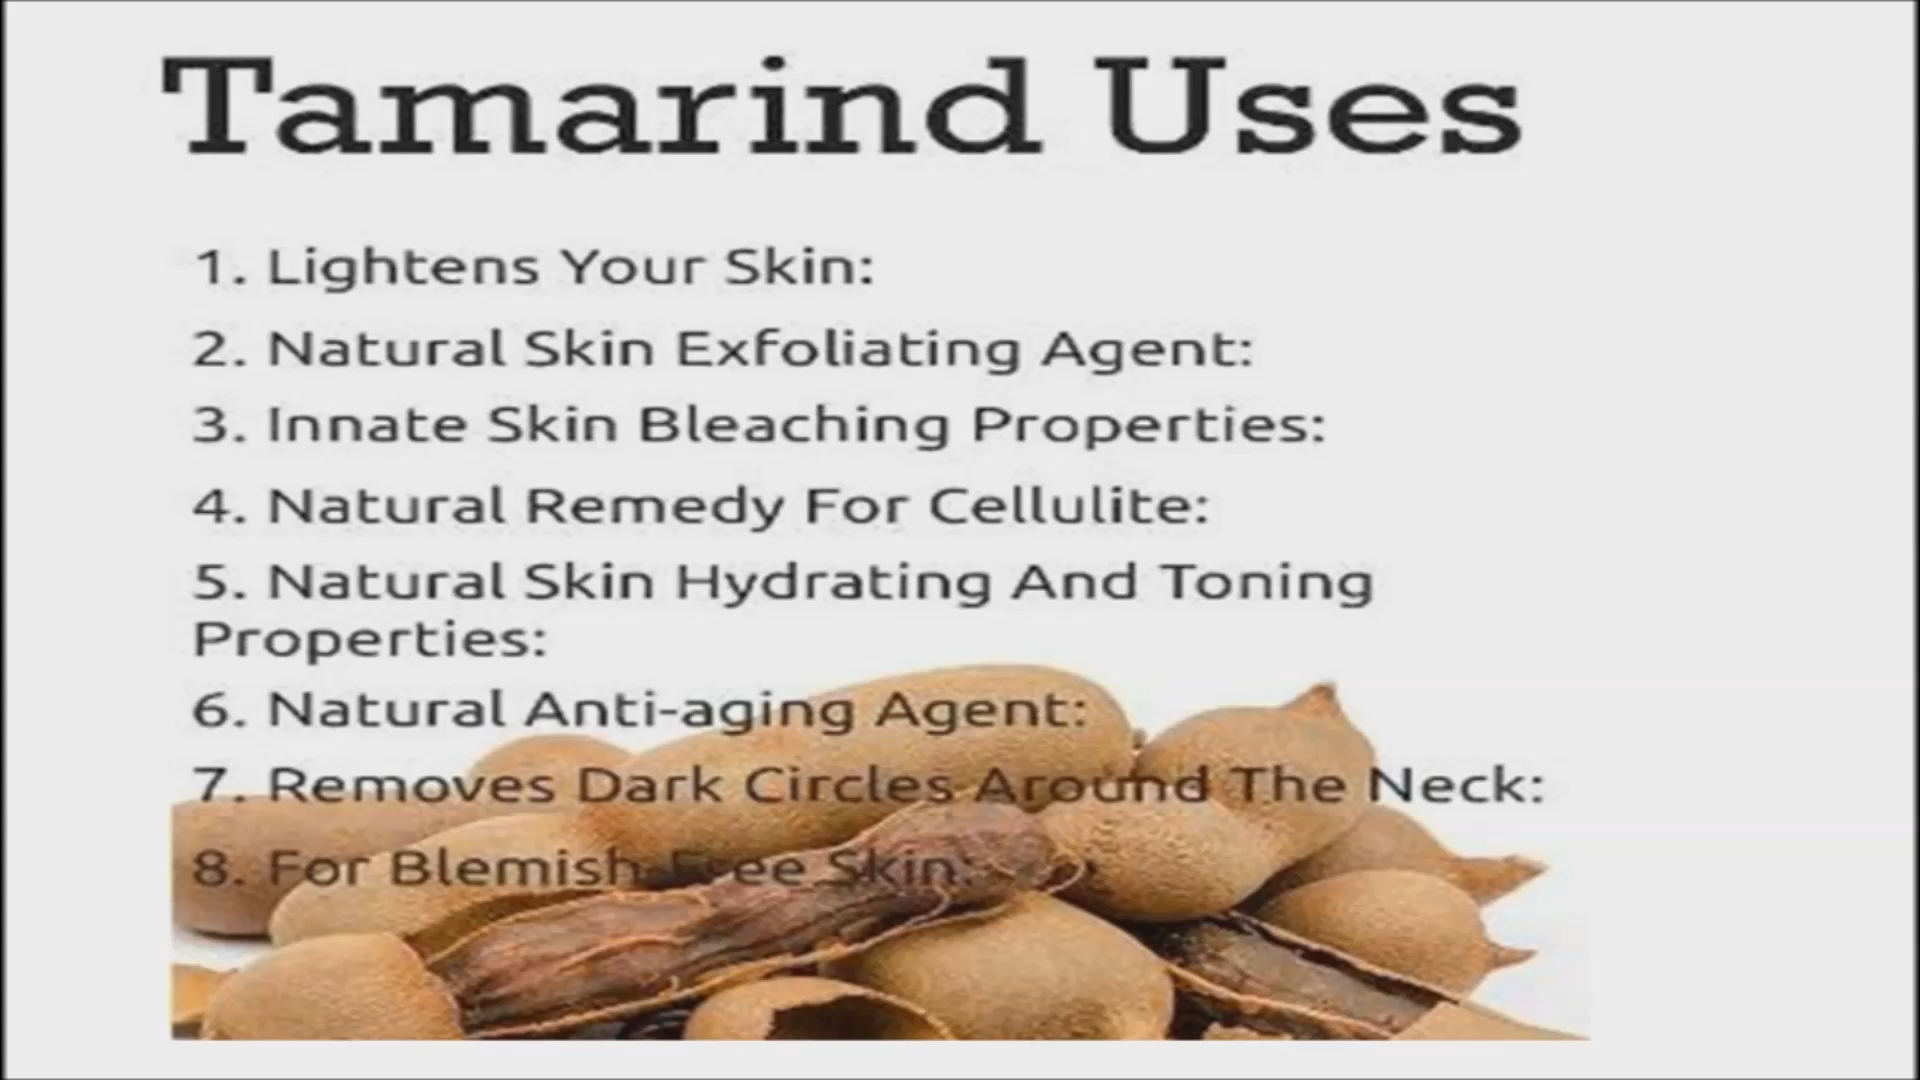 Tamarind Uses
1. Lightens Your Skin:
2. Natural Skin Exfoliating Agent:
3. Innate Skin Bleaching Properties:
4. Natural Remedy For Cellulite:
5. Natural Skin Hydrating And Toning
Properties:
6. Natural Anti-aging Agent:
7. Removes Dark Circles Around The Neck:
8. For Blemish-Free Skin: